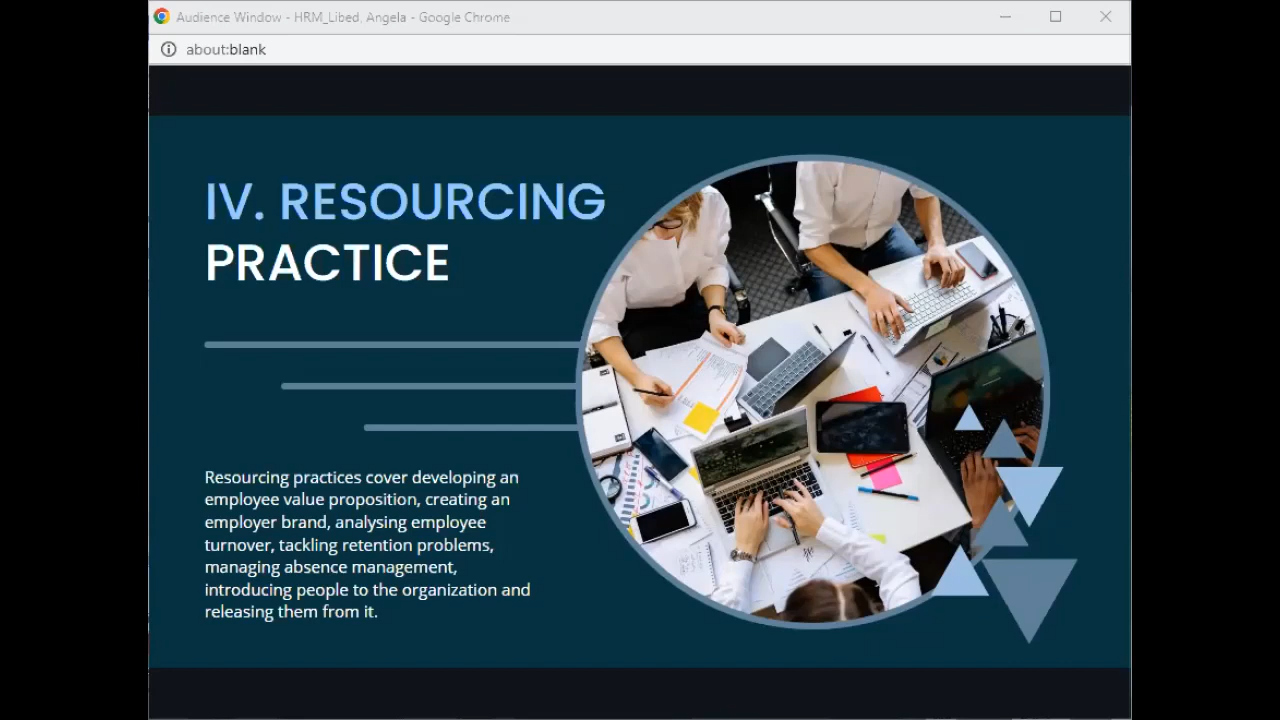 Audience Window - HRM_Libed, Angela - Google Chrome
about:blank
IV. RESOURCING
PRACTICE
Resourcing practices cover developing an
employee value proposition, creating an
employer brand, analysing employee
turnover, tackling retention problems,
managing absence management,
introducing people to the organization and
releasing them from it.